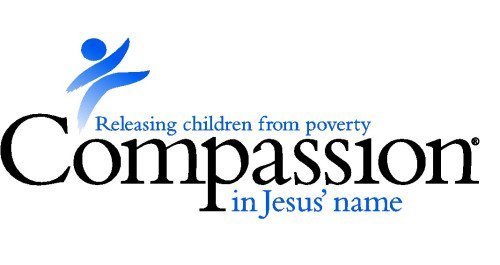 Releasing children from poverty
Compassion®
in Jesus' name